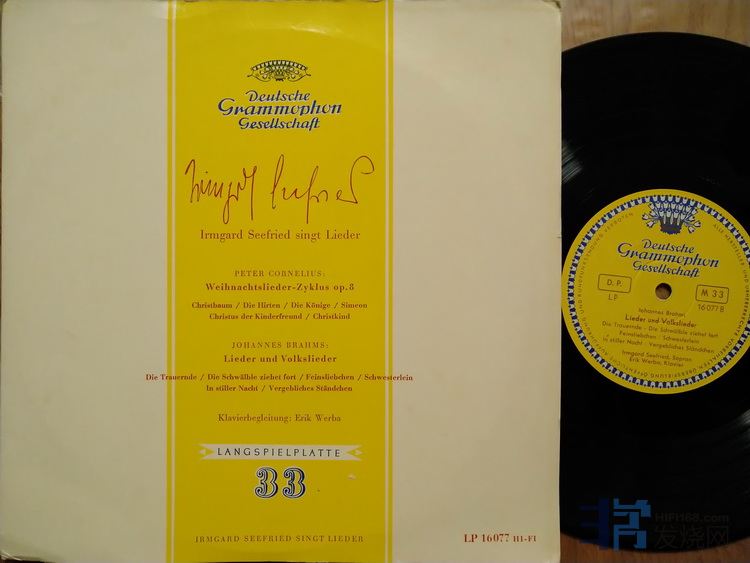 Deutsche
Grammophon
Gesellschaft
Irmgard Seefried
Irmgard Seefried singt Lieder
PETER CORNELIUS:
Weihnachtslieder-Zyklus op.8
Christbaum / Die Hirten / Die Könige / Simeon
Christus der Kinderfreund / Christkind
JOHANNES BRAHMS:
Lieder und Volkslieder
Die Trauernde / Die Schwälble ziehet fort / Feinsliebchen / Schwesterlein
In stiller Nacht / Vergebliches Ständchen
Klavierbegleitung: Erik Werba
LANGSPIELPLATTE
33
IRMGARD SEEFRIED SINGT LIEDER
LP 16077 HI-FI
Deutsche
Grammophon
Gesellschaft
D. P.
LP
M 33
16077 B
Johannes Brahms
Lieder und Volkslieder
Die Trauernde - Die Schwälble ziehet fort
Feinsliebchen - Schwesterlein
In stiller Nacht - Vergebliches Ständchen
Irmgard Seefried, Sopran
Erik Werba, Klavier
HIFI168.com
发烧网